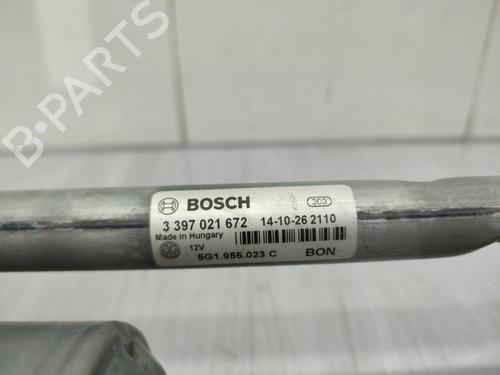 B-PARTS
BOSCH
3 397 021 672 14-10-26 2110
Made in Hungary
12V
5G1.955.023 C BON